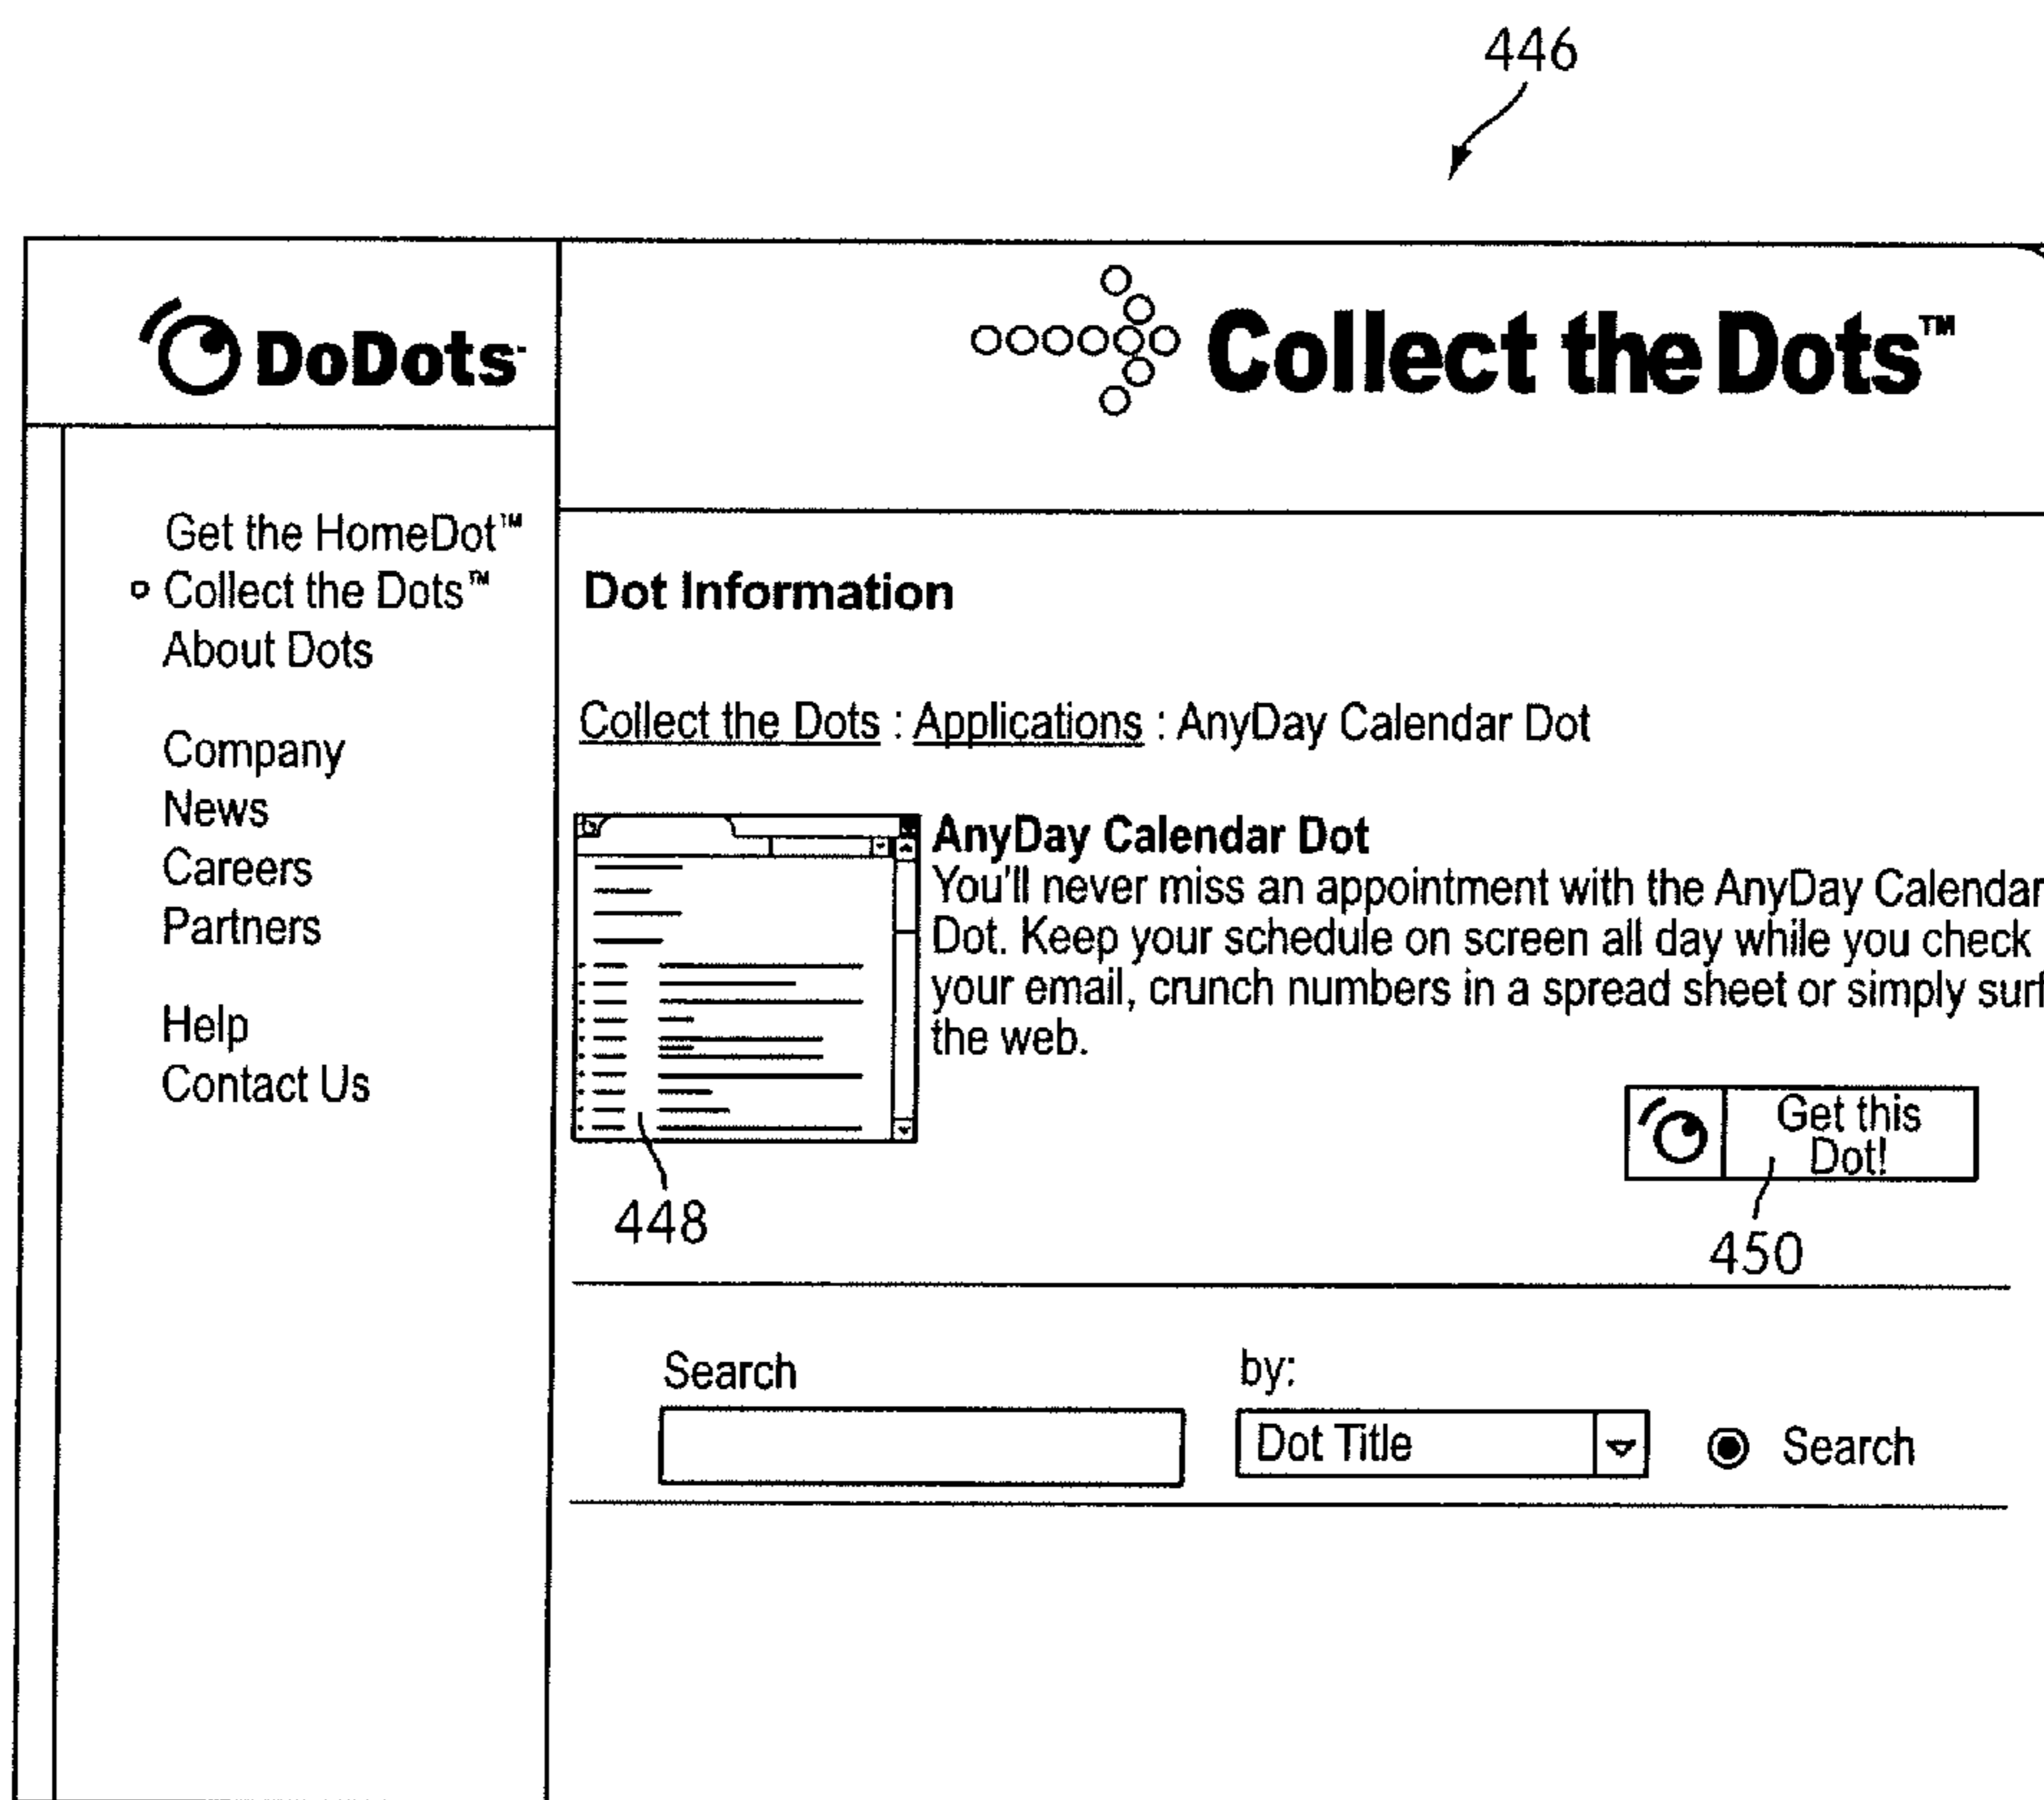 446
DoDots
Collect the Dots™
Get the HomeDot™
Collect the Dots™
About Dots
Company
News
Careers
Partners
Help
Contact Us
Dot Information
Collect the Dots : Applications : AnyDay Calendar Dot
AnyDay Calendar Dot
You'll never miss an appointment with the AnyDay Calendar
Dot. Keep your schedule on screen all day while you check
your email, crunch numbers in a spread sheet or simply surf
the web.
Get this
Dot!
448
450
Search
by:
Dot Title
Search